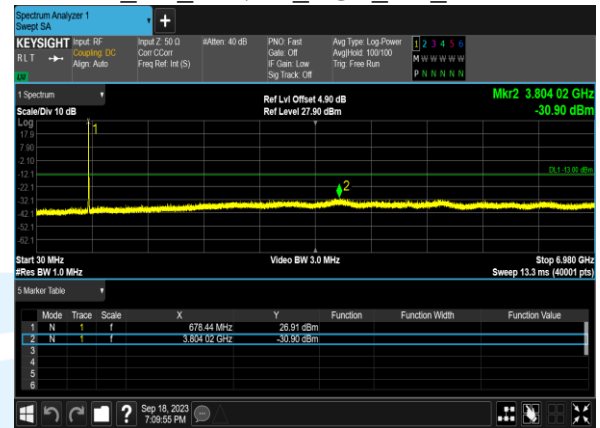 Spectrum Analyzer 1
Swept SA
KEYSIGHT Input: RF Input Z: 50 Ω #Atten: 40 dB PNO: Fast Avg Type: Log-Power 1 2 3 4 5 6
RLT Coupling: DC Corr CCorr Gate: Off Avg|Hold: 100/100 M W W W W W
Align: Auto Freq Ref: Int (S) IF Gain: Low Trig: Free Run P N N N N N
Sig Track: Off
1 Spectrum Ref Lvl Offset 4.90 dB Mkr2 3.804 02 GHz
Scale/Div 10 dB Ref Level 27.90 dBm -30.90 dBm
Log
1
17.9
7.90
-2.10
-12.1 DL1 -13.00 dBm
-22.1 2
-32.1
-42.1
-52.1
-62.1
Start 30 MHz Video BW 3.0 MHz Stop 6.980 GHz
#Res BW 1.0 MHz Sweep 13.3 ms (40001 pts)
5 Marker Table
Mode Trace Scale X Y Function Function Width Function Value
1 N 1 f 678.44 MHz 26.91 dBm
2 N 1 f 3.804 02 GHz -30.90 dBm
3
4
5
6
? Sep 18, 2023
7:09:55 PM